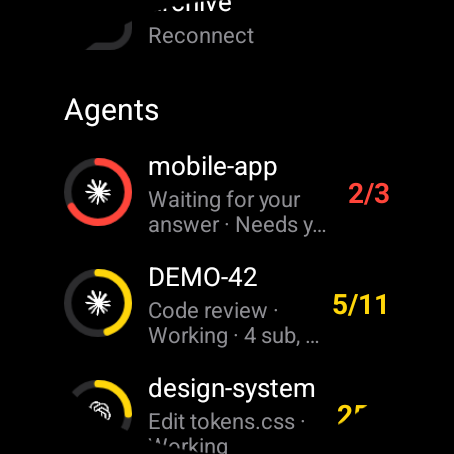 Reconnect
Agents
mobile-app
Waiting for your
answer · Needs y…
2/3
DEMO-42
Code review ·
Working · 4 sub, …
5/11
design-system
Edit tokens.css ·
Working